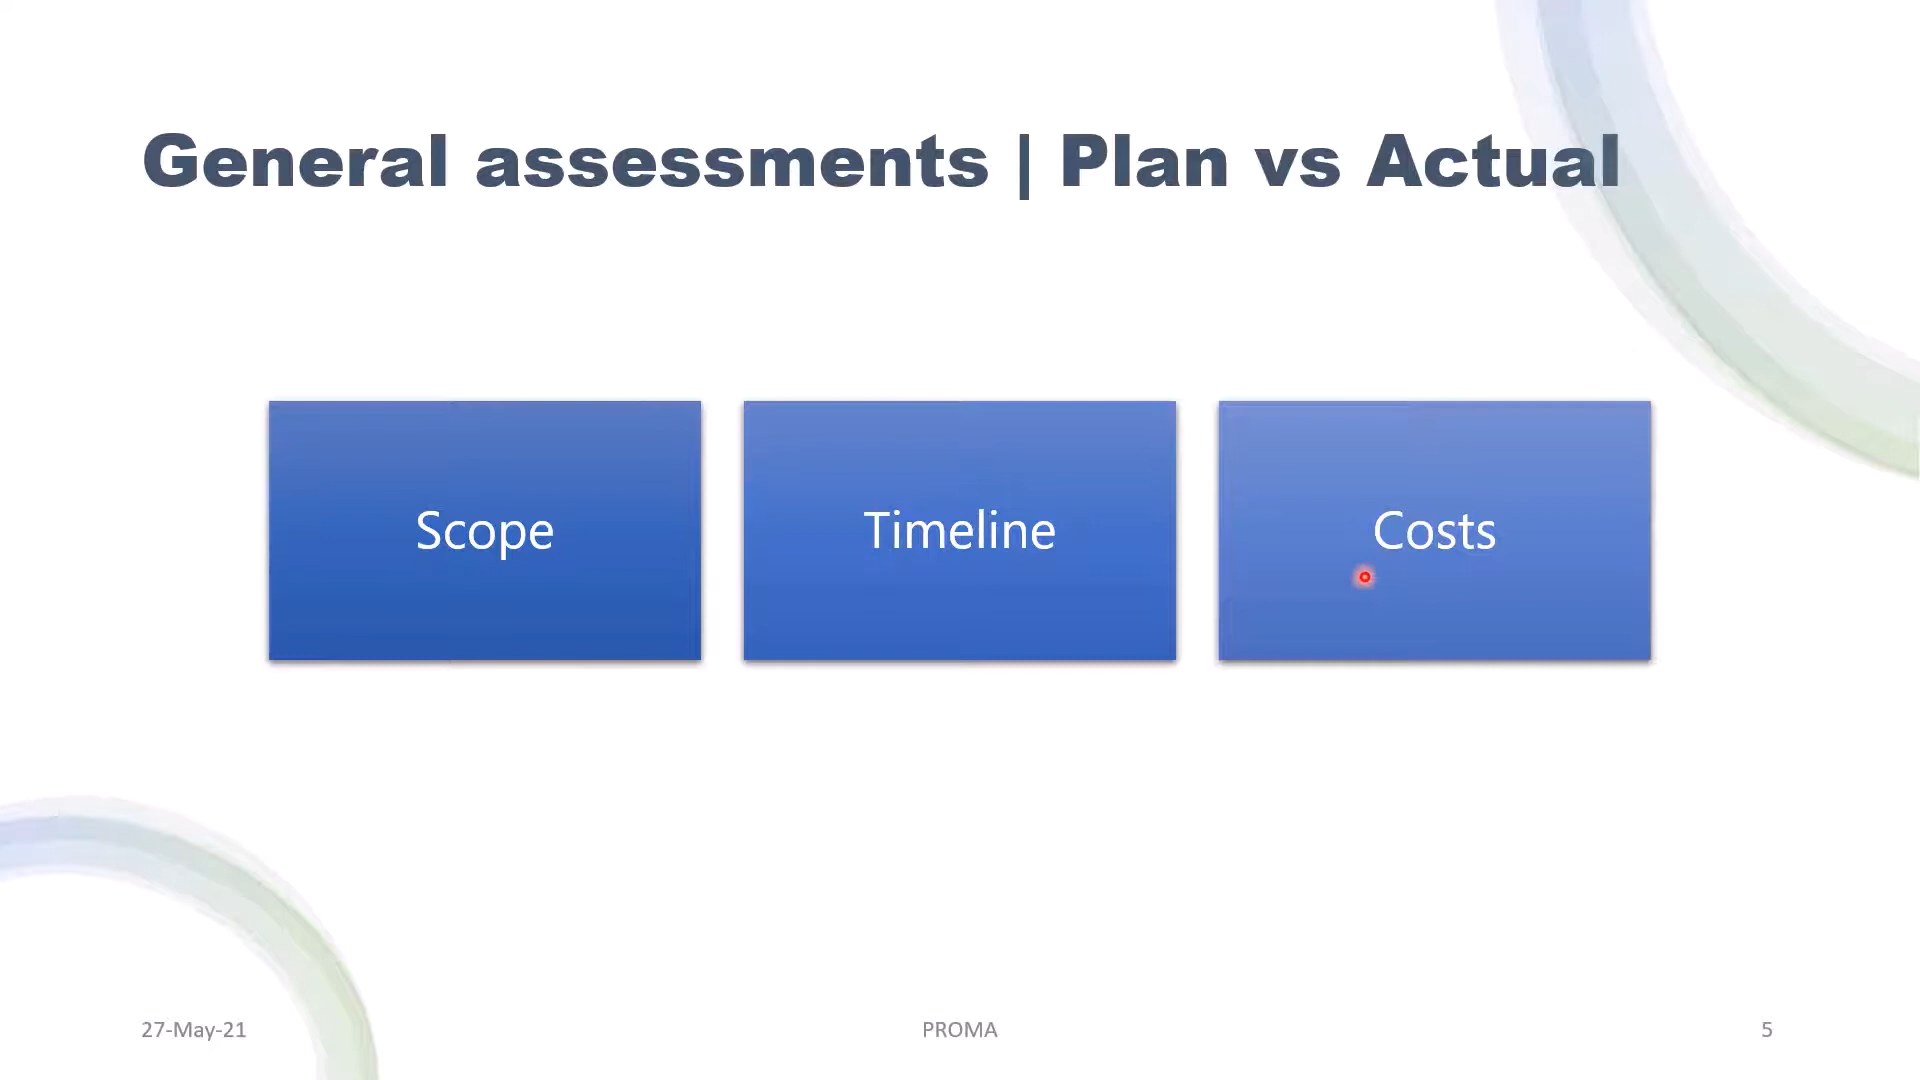 General assessments | Plan vs Actual
Scope
Timeline
Costs
27-May-21
PROMA
5